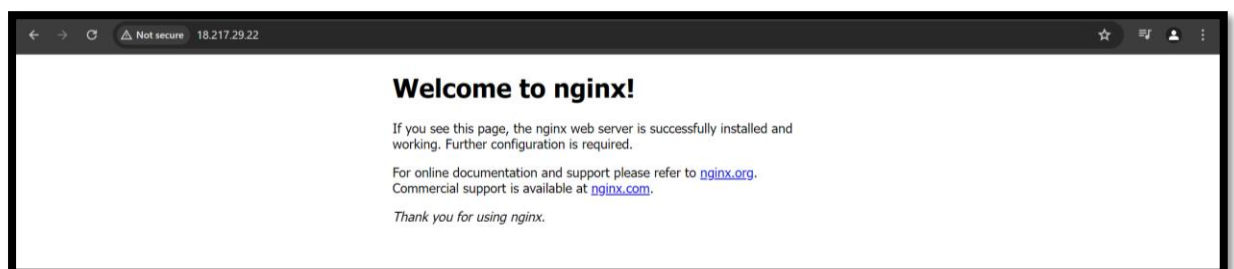 Not secure 18.217.29.22
Welcome to nginx!
If you see this page, the nginx web server is successfully installed and
working. Further configuration is required.
For online documentation and support please refer to nginx.org.
Commercial support is available at nginx.com.
Thank you for using nginx.